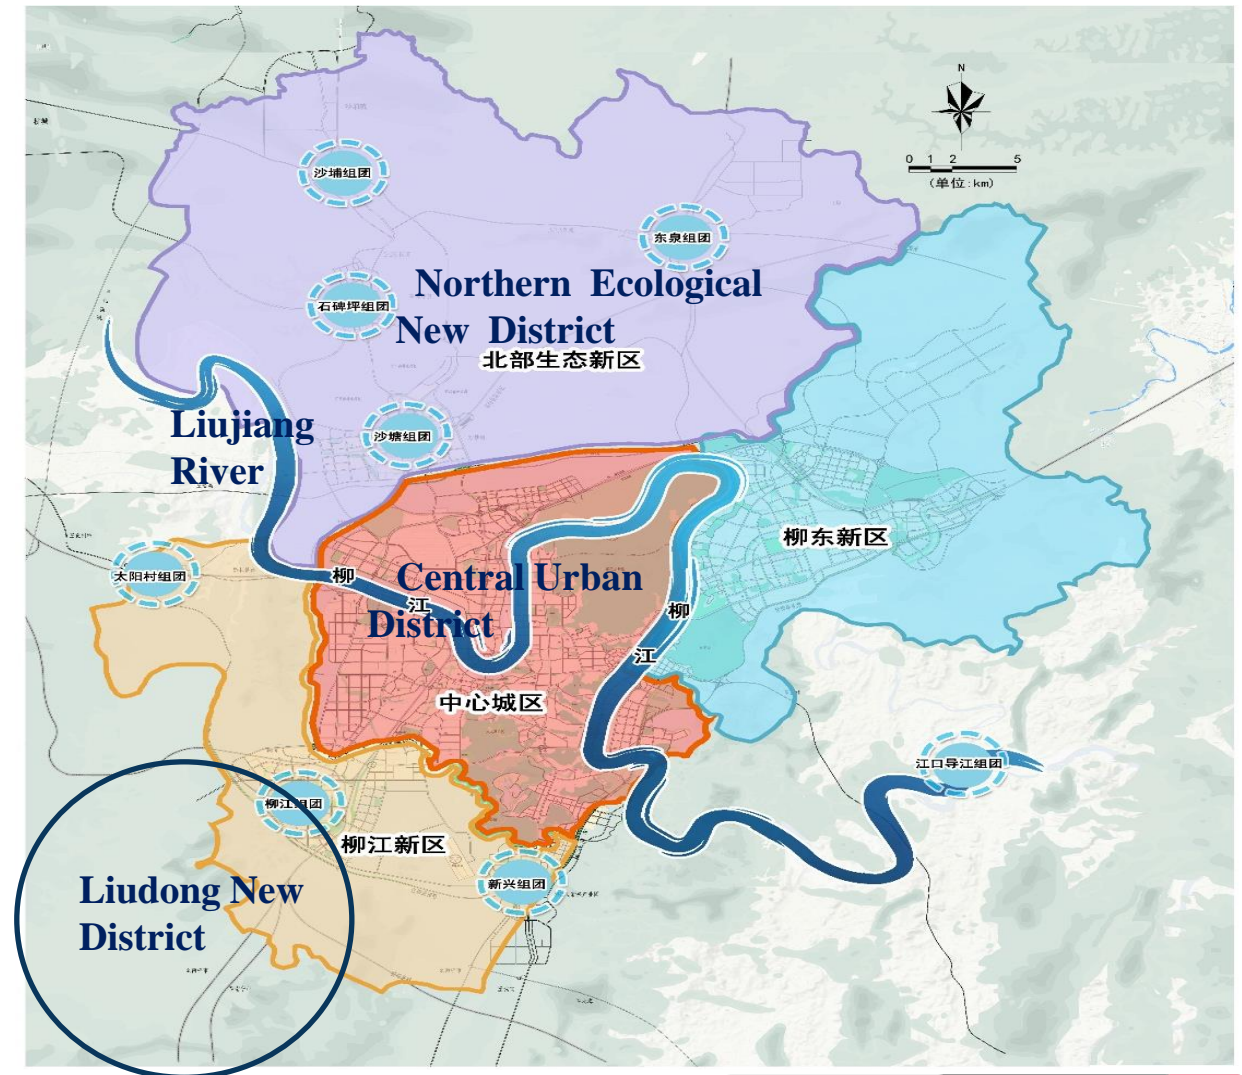 N
0 1 2 5
(单位:km)
沙埔组团
东泉组团
Northern Ecological
石碑坪组团
New District
北部生态新区
Liujiang
沙塘组团
River
柳东新区
太阳村组团
柳
Central Urban
江
柳
District
江
中心城区
江口导江组团
柳江组团
柳江新区
新兴组团
Liudong New
District